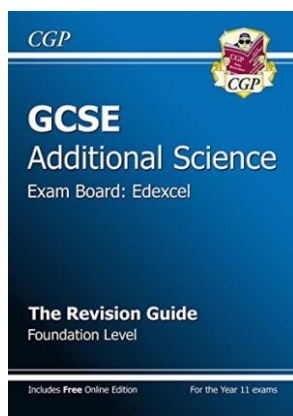 CGP
CGP
CGP
GCSE
Additional Science
Exam Board: Edexcel
The Revision Guide
Foundation Level
Includes Free Online Edition
For the Year 11 exams